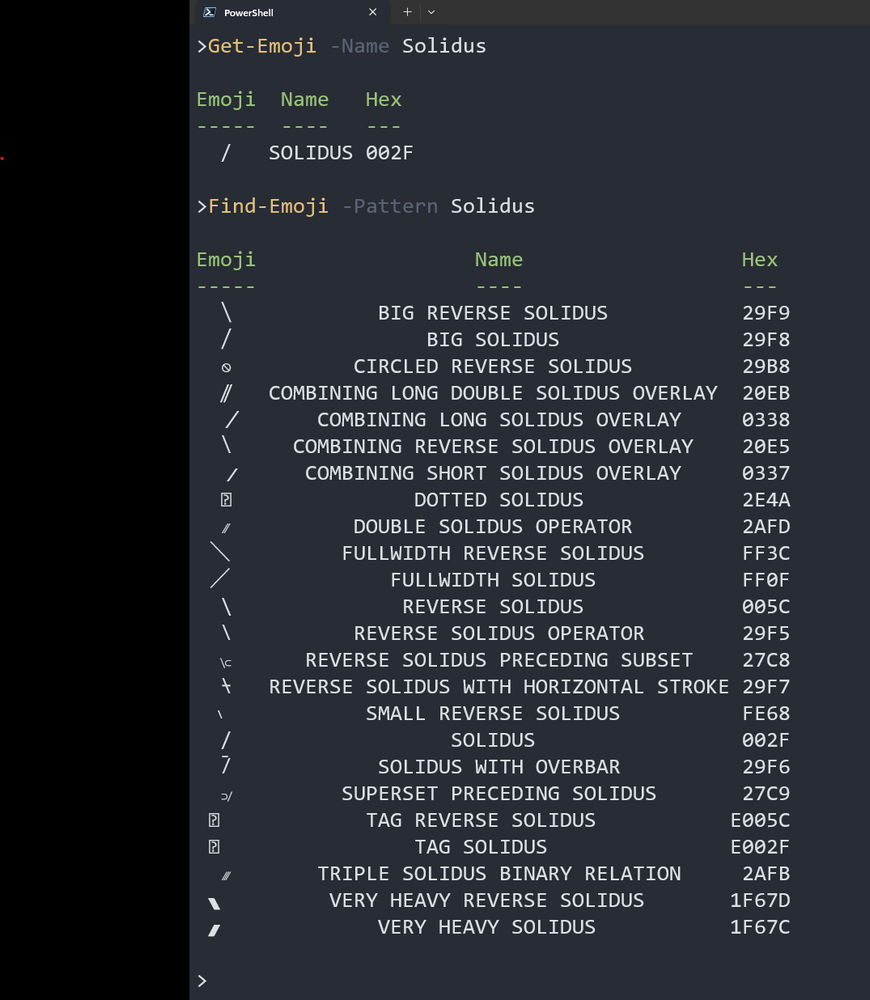 PowerShell
>Get-Emoji -Name Solidus
Emoji Name Hex
----- ---- ---
/ SOLIDUS 002F
>Find-Emoji -Pattern Solidus
Emoji Name Hex
----- ---- ---
⧹ BIG REVERSE SOLIDUS 29F9
⧸ BIG SOLIDUS 29F8
⦸ CIRCLED REVERSE SOLIDUS 29B8
⃫ COMBINING LONG DOUBLE SOLIDUS OVERLAY 20EB
̸ COMBINING LONG SOLIDUS OVERLAY 0338
⃥ COMBINING REVERSE SOLIDUS OVERLAY 20E5
̷ COMBINING SHORT SOLIDUS OVERLAY 0337
DOTTED SOLIDUS 2E4A
⫽ DOUBLE SOLIDUS OPERATOR 2AFD
\ FULLWIDTH REVERSE SOLIDUS FF3C
/ FULLWIDTH SOLIDUS FF0F
\ REVERSE SOLIDUS 005C
⧵ REVERSE SOLIDUS OPERATOR 29F5
⟈ REVERSE SOLIDUS PRECEDING SUBSET 27C8
⧷ REVERSE SOLIDUS WITH HORIZONTAL STROKE 29F7
﹨ SMALL REVERSE SOLIDUS FE68
/ SOLIDUS 002F
⧶ SOLIDUS WITH OVERBAR 29F6
⟉ SUPERSET PRECEDING SOLIDUS 27C9
TAG REVERSE SOLIDUS E005C
TAG SOLIDUS E002F
⫻ TRIPLE SOLIDUS BINARY RELATION 2AFB
🙽 VERY HEAVY REVERSE SOLIDUS 1F67D
🙼 VERY HEAVY SOLIDUS 1F67C
>